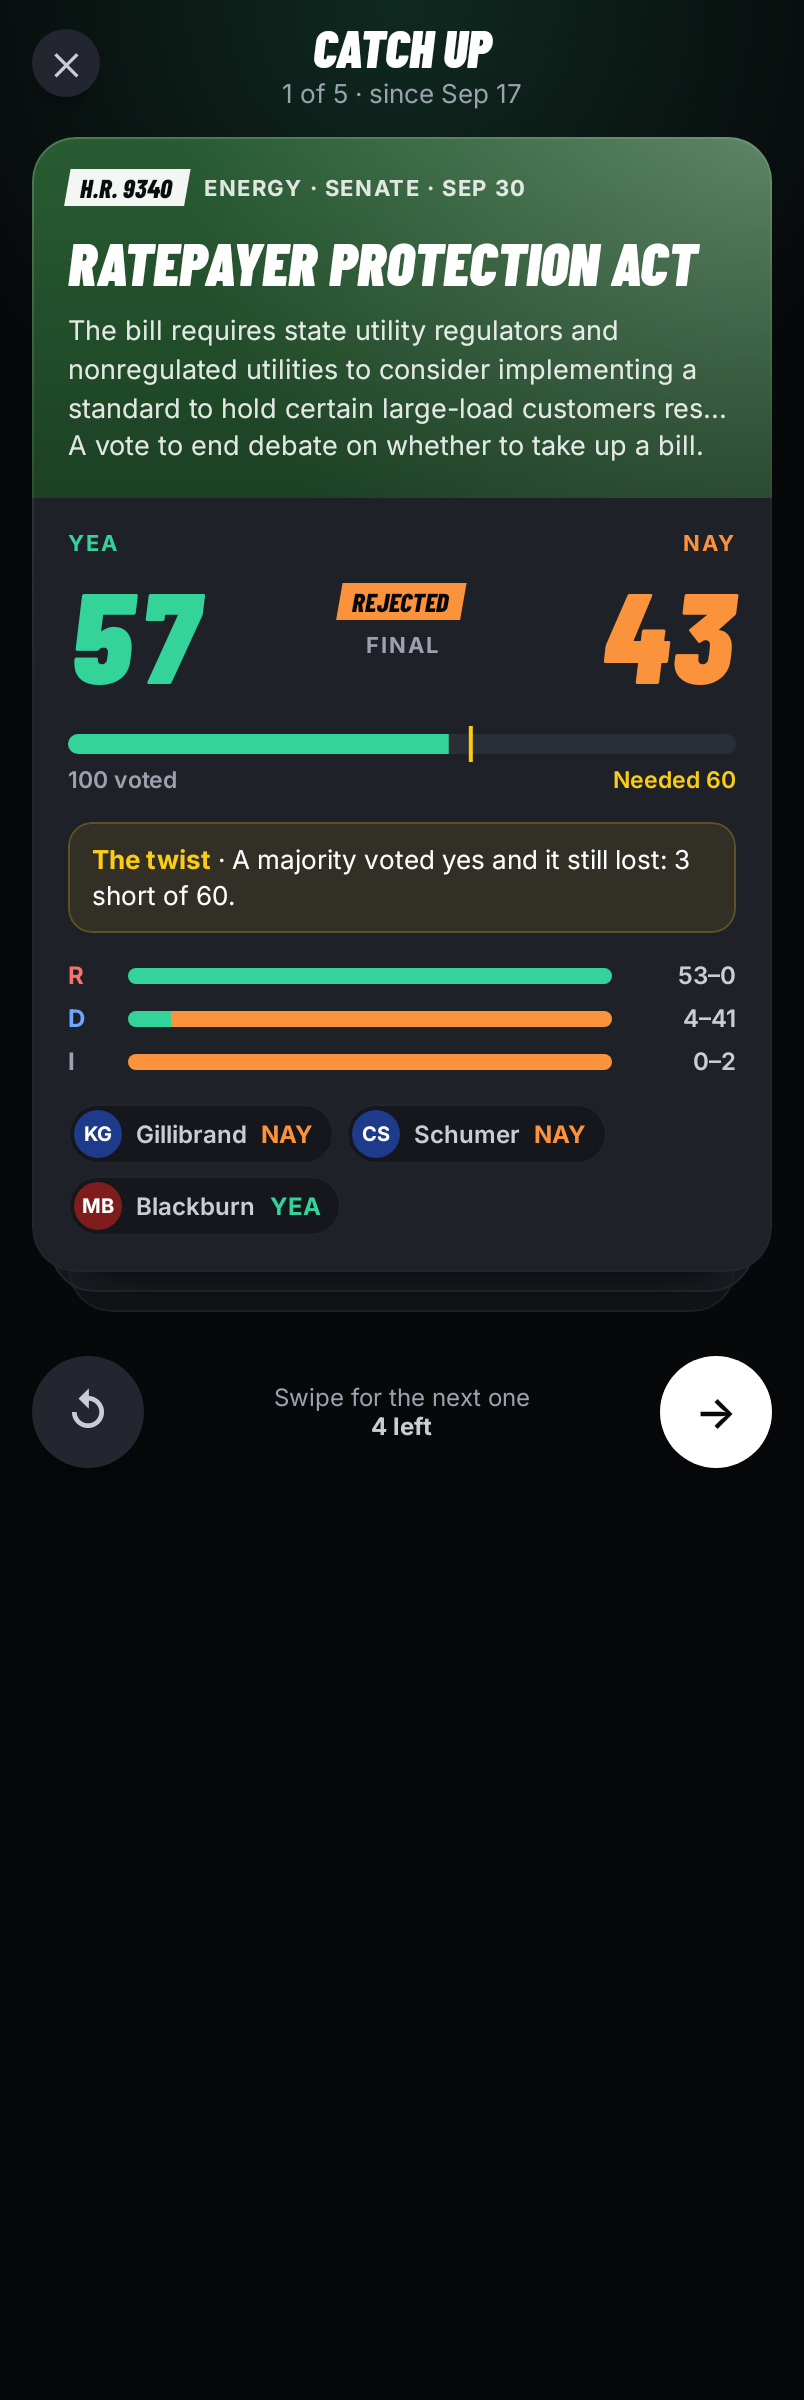 CATCH UP
1 of 5 · since Sep 17
H.R. 9340 ENERGY · SENATE · SEP 30
RATEPAYER PROTECTION ACT
The bill requires state utility regulators and
nonregulated utilities to consider implementing a
standard to hold certain large-load customers res...
A vote to end debate on whether to take up a bill.
YEA NAY
57 REJECTED 43
FINAL
100 voted Needed 60
The twist · A majority voted yes and it still lost: 3
short of 60.
R 53–0
D 4–41
I 0–2
KG Gillibrand NAY CS Schumer NAY
MB Blackburn YEA
Swipe for the next one
4 left